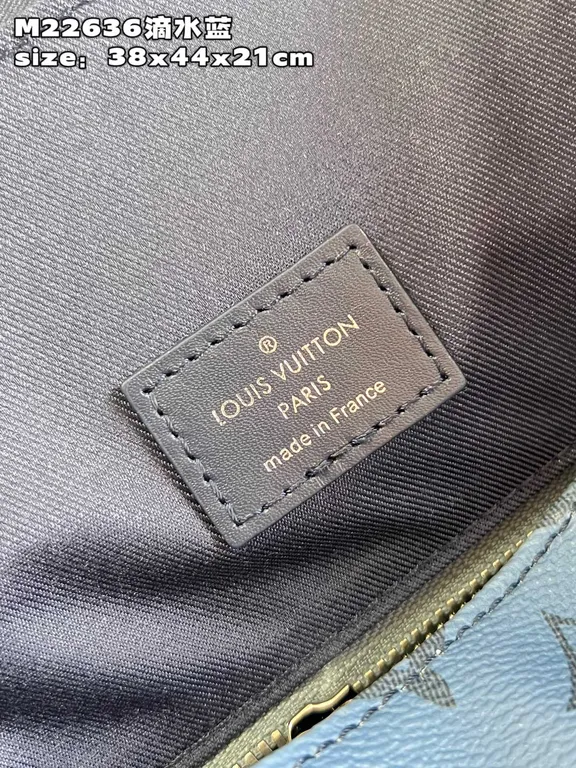 M22636滴水蓝
size: 38x44x21cm
®
LOUIS VUITTON
PARIS
made in France